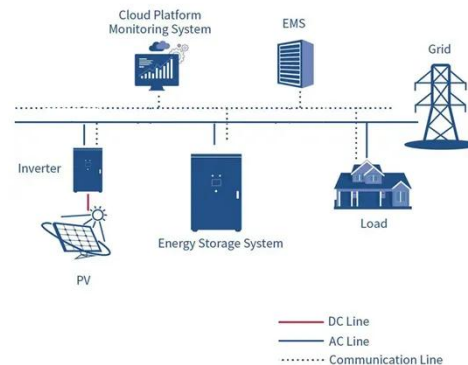 Cloud Platform
Monitoring System
EMS
Grid
Inverter
Energy Storage System
Load
PV
DC Line
AC Line
Communication Line